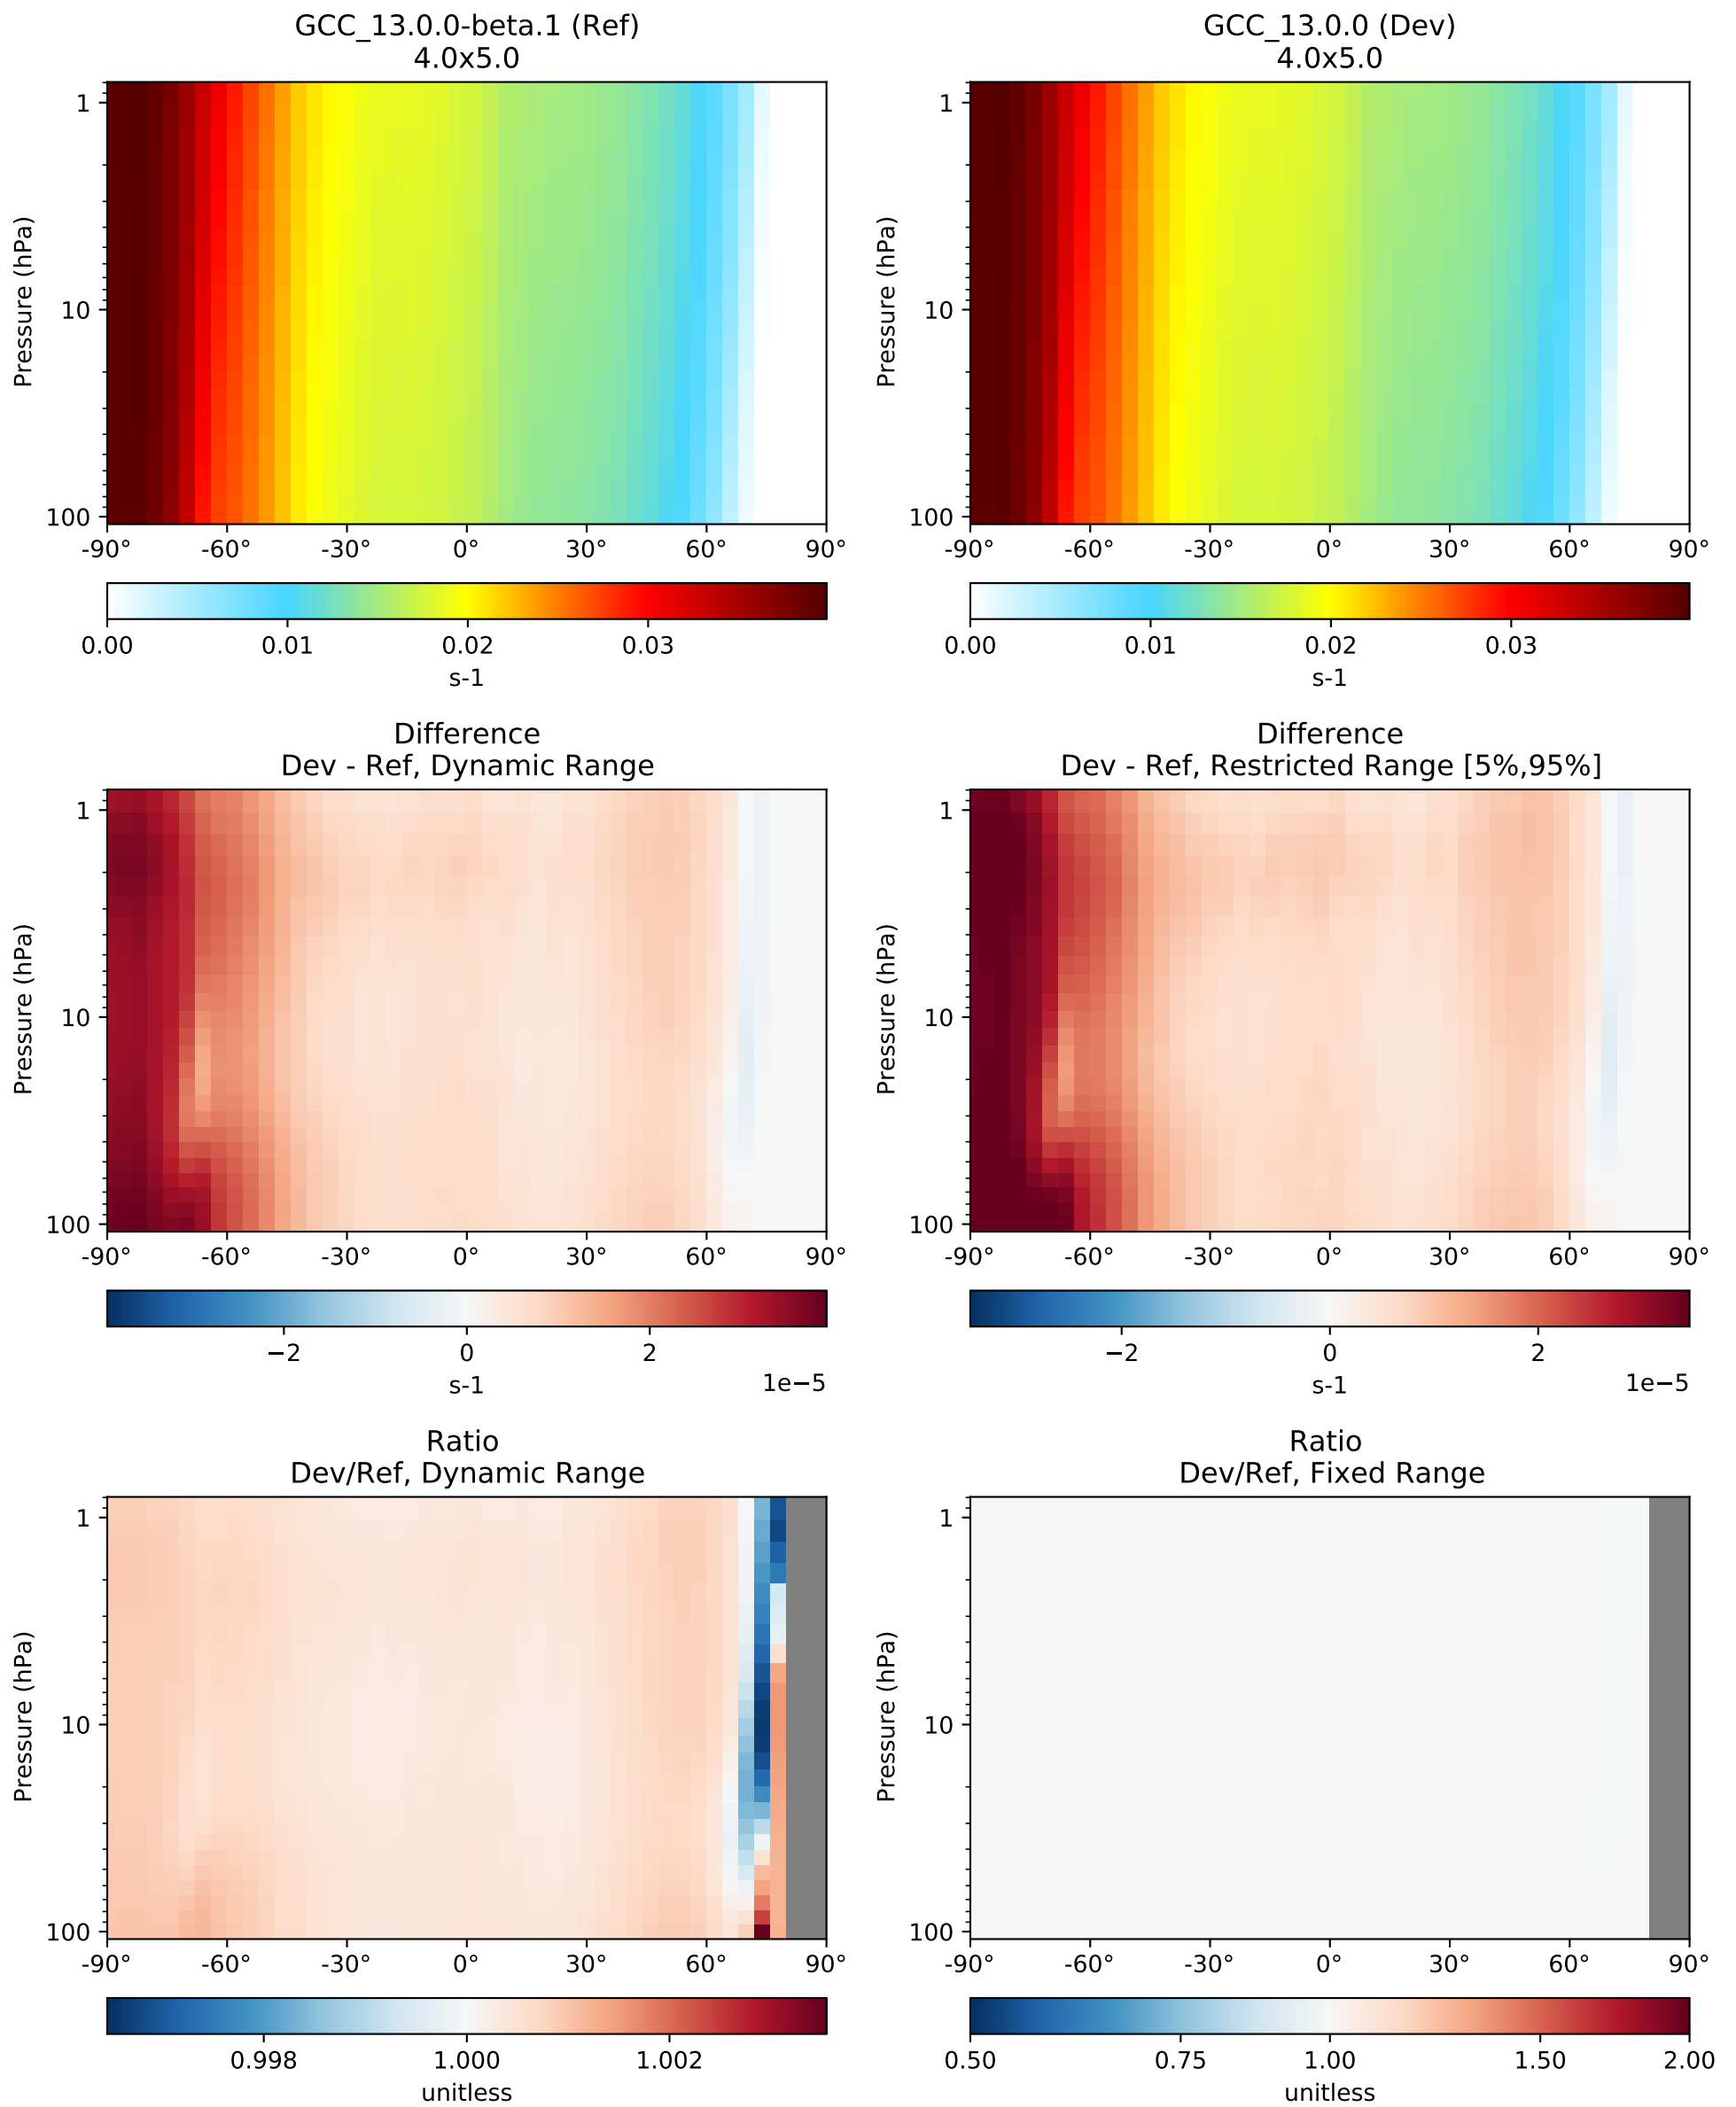 GCC_13.0.0-beta.1 (Ref)
4.0x5.0
Pressure (hPa)
1
10
100
-90° -60° -30° 0° 30° 60° 90°
0.00 0.01 0.02 0.03
s-1
GCC_13.0.0 (Dev)
4.0x5.0
Pressure (hPa)
1
10
100
-90° -60° -30° 0° 30° 60° 90°
0.00 0.01 0.02 0.03
s-1
Difference
Dev - Ref, Dynamic Range
Pressure (hPa)
1
10
100
-90° -60° -30° 0° 30° 60° 90°
−2 0 2
s-1
1e−5
Difference
Dev - Ref, Restricted Range [5%,95%]
Pressure (hPa)
1
10
100
-90° -60° -30° 0° 30° 60° 90°
−2 0 2
s-1
1e−5
Ratio
Dev/Ref, Dynamic Range
Pressure (hPa)
1
10
100
-90° -60° -30° 0° 30° 60° 90°
0.998 1.000 1.002
unitless
Ratio
Dev/Ref, Fixed Range
Pressure (hPa)
1
10
100
-90° -60° -30° 0° 30° 60° 90°
0.50 0.75 1.00 1.50 2.00
unitless